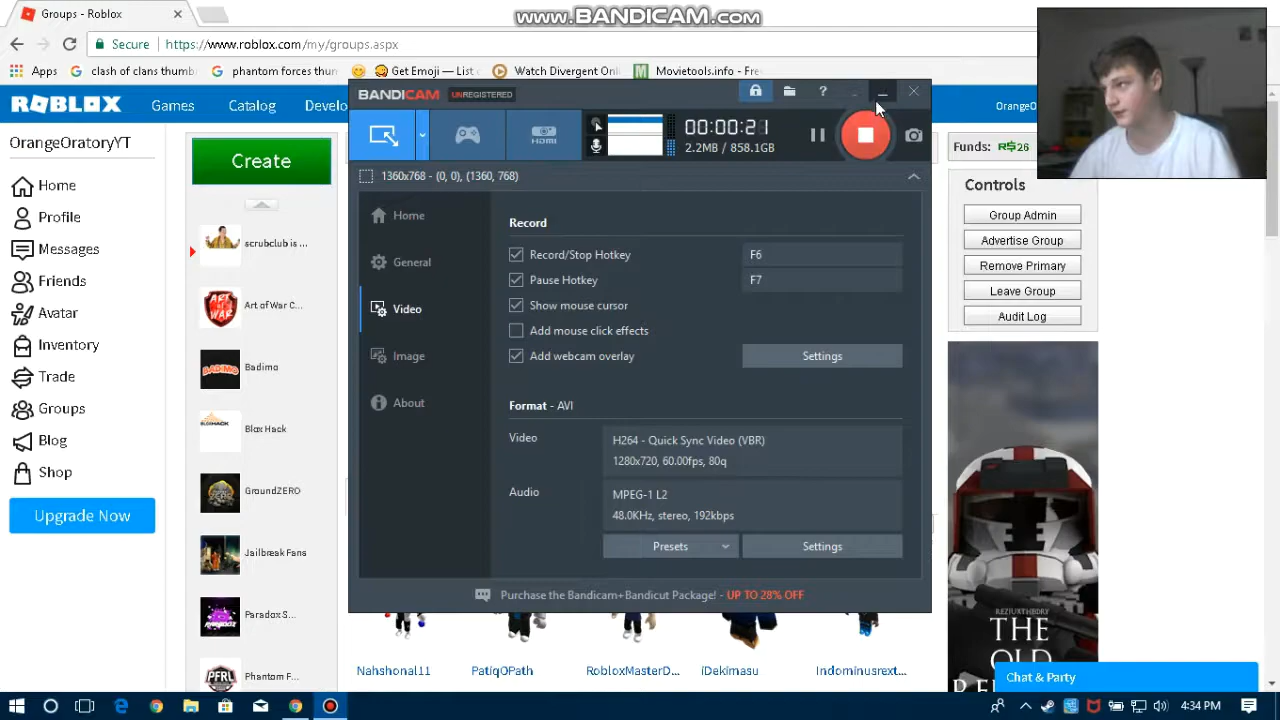 www.BANDICAM.com
Groups - Roblox
Secure
https://www.roblox.com/my/groups.aspx
Apps
clash of clans thumb
phantom forces thu
Get Emoji — List
Watch Divergent Onl
Movietools.info - Fre
ROBLOX
Games
Catalog
Develo
OrangeO
OrangeOratoryYT
Home
Profile
Messages
Friends
Avatar
Inventory
Trade
Groups
Blog
Shop
Upgrade Now
Create
scrubclub is ...
Art of War C...
Badimo
Blox Hack
GroundZERO
Jailbreak Fans
Paradox S...
Phantom F...
BANDICAM
UNREGISTERED
HDMI
00:00:21
2.2MB / 858.1GB
1360x768 - (0, 0), (1360, 768)
Home
General
Video
Image
About
Record
Record/Stop Hotkey F6
Pause Hotkey F7
Show mouse cursor
Add mouse click effects
Add webcam overlay Settings
Format - AVI
Video
H264 - Quick Sync Video (VBR)
1280x720, 60.00fps, 80q
Audio
MPEG-1 L2
48.0KHz, stereo, 192kbps
Presets
Settings
Purchase the Bandicam+Bandicut Package! - UP TO 28% OFF
Nahshonal11
PatiqOPath
RobloxMasterD...
iDekimasu
Indominusrext...
Funds: R$26
Controls
Group Admin
Advertise Group
Remove Primary
Leave Group
Audit Log
REZIUXTHEDRY
THE
OLD
Chat & Party
4:34 PM